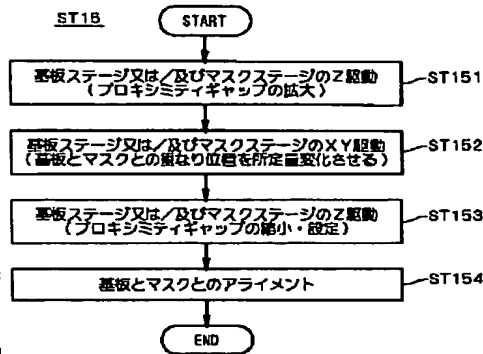 ST15
START
基板ステージ又は/及びマスクステージのZ駆動
(プロキシミティギャップの拡大)
ST151
基板ステージ又は/及びマスクステージのXY駆動
(基板とマスクとの重なり位置を所定量変化させる)
ST152
基板ステージ又は/及びマスクステージのZ駆動
(プロキシミティギャップの縮小・設定)
ST153
基板とマスクとのアライメント
ST154
END